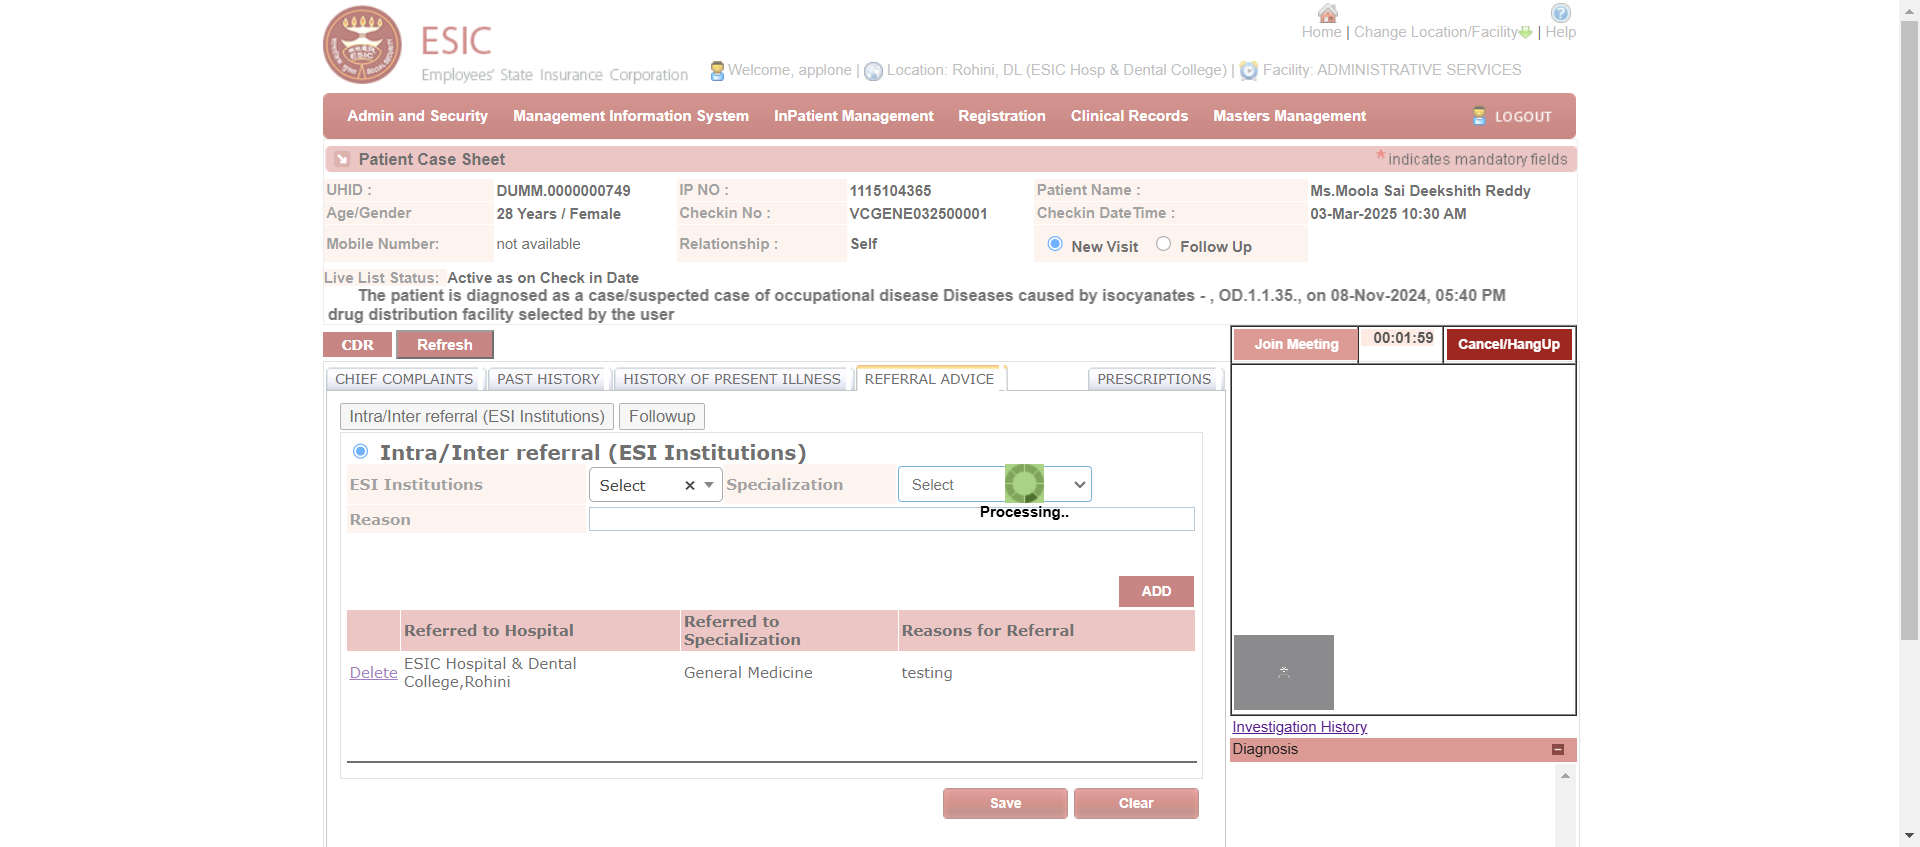 Home | Change Location/Facility | Help
ESIC
Employees' State Insurance Corporation
Welcome, applone | Location: Rohini, DL (ESIC Hosp & Dental College) | Facility: ADMINISTRATIVE SERVICES
Admin and Security Management Information System InPatient Management Registration Clinical Records Masters Management LOGOUT
Patient Case Sheet * indicates mandatory fields
UHID : DUMM.0000000749 IP NO : 1115104365 Patient Name : Ms.Moola Sai Deekshith Reddy
Age/Gender 28 Years / Female Checkin No : VCGENE032500001 Checkin DateTime : 03-Mar-2025 10:30 AM
Mobile Number: not available Relationship : Self New Visit Follow Up
Live List Status: Active as on Check in Date
The patient is diagnosed as a case/suspected case of occupational disease Diseases caused by isocyanates - , OD.1.1.35., on 08-Nov-2024, 05:40 PM
drug distribution facility selected by the user
CDR Refresh Join Meeting 00:01:59 Cancel/HangUp
CHIEF COMPLAINTS PAST HISTORY HISTORY OF PRESENT ILLNESS REFERRAL ADVICE PRESCRIPTIONS
Intra/Inter referral (ESI Institutions) Followup
Intra/Inter referral (ESI Institutions)
ESI Institutions Select × Specialization Select
Processing..
Reason
ADD
Referred to Hospital Referred to Specialization Reasons for Referral
Delete ESIC Hospital & Dental College,Rohini General Medicine testing
Investigation History
Diagnosis
Save Clear